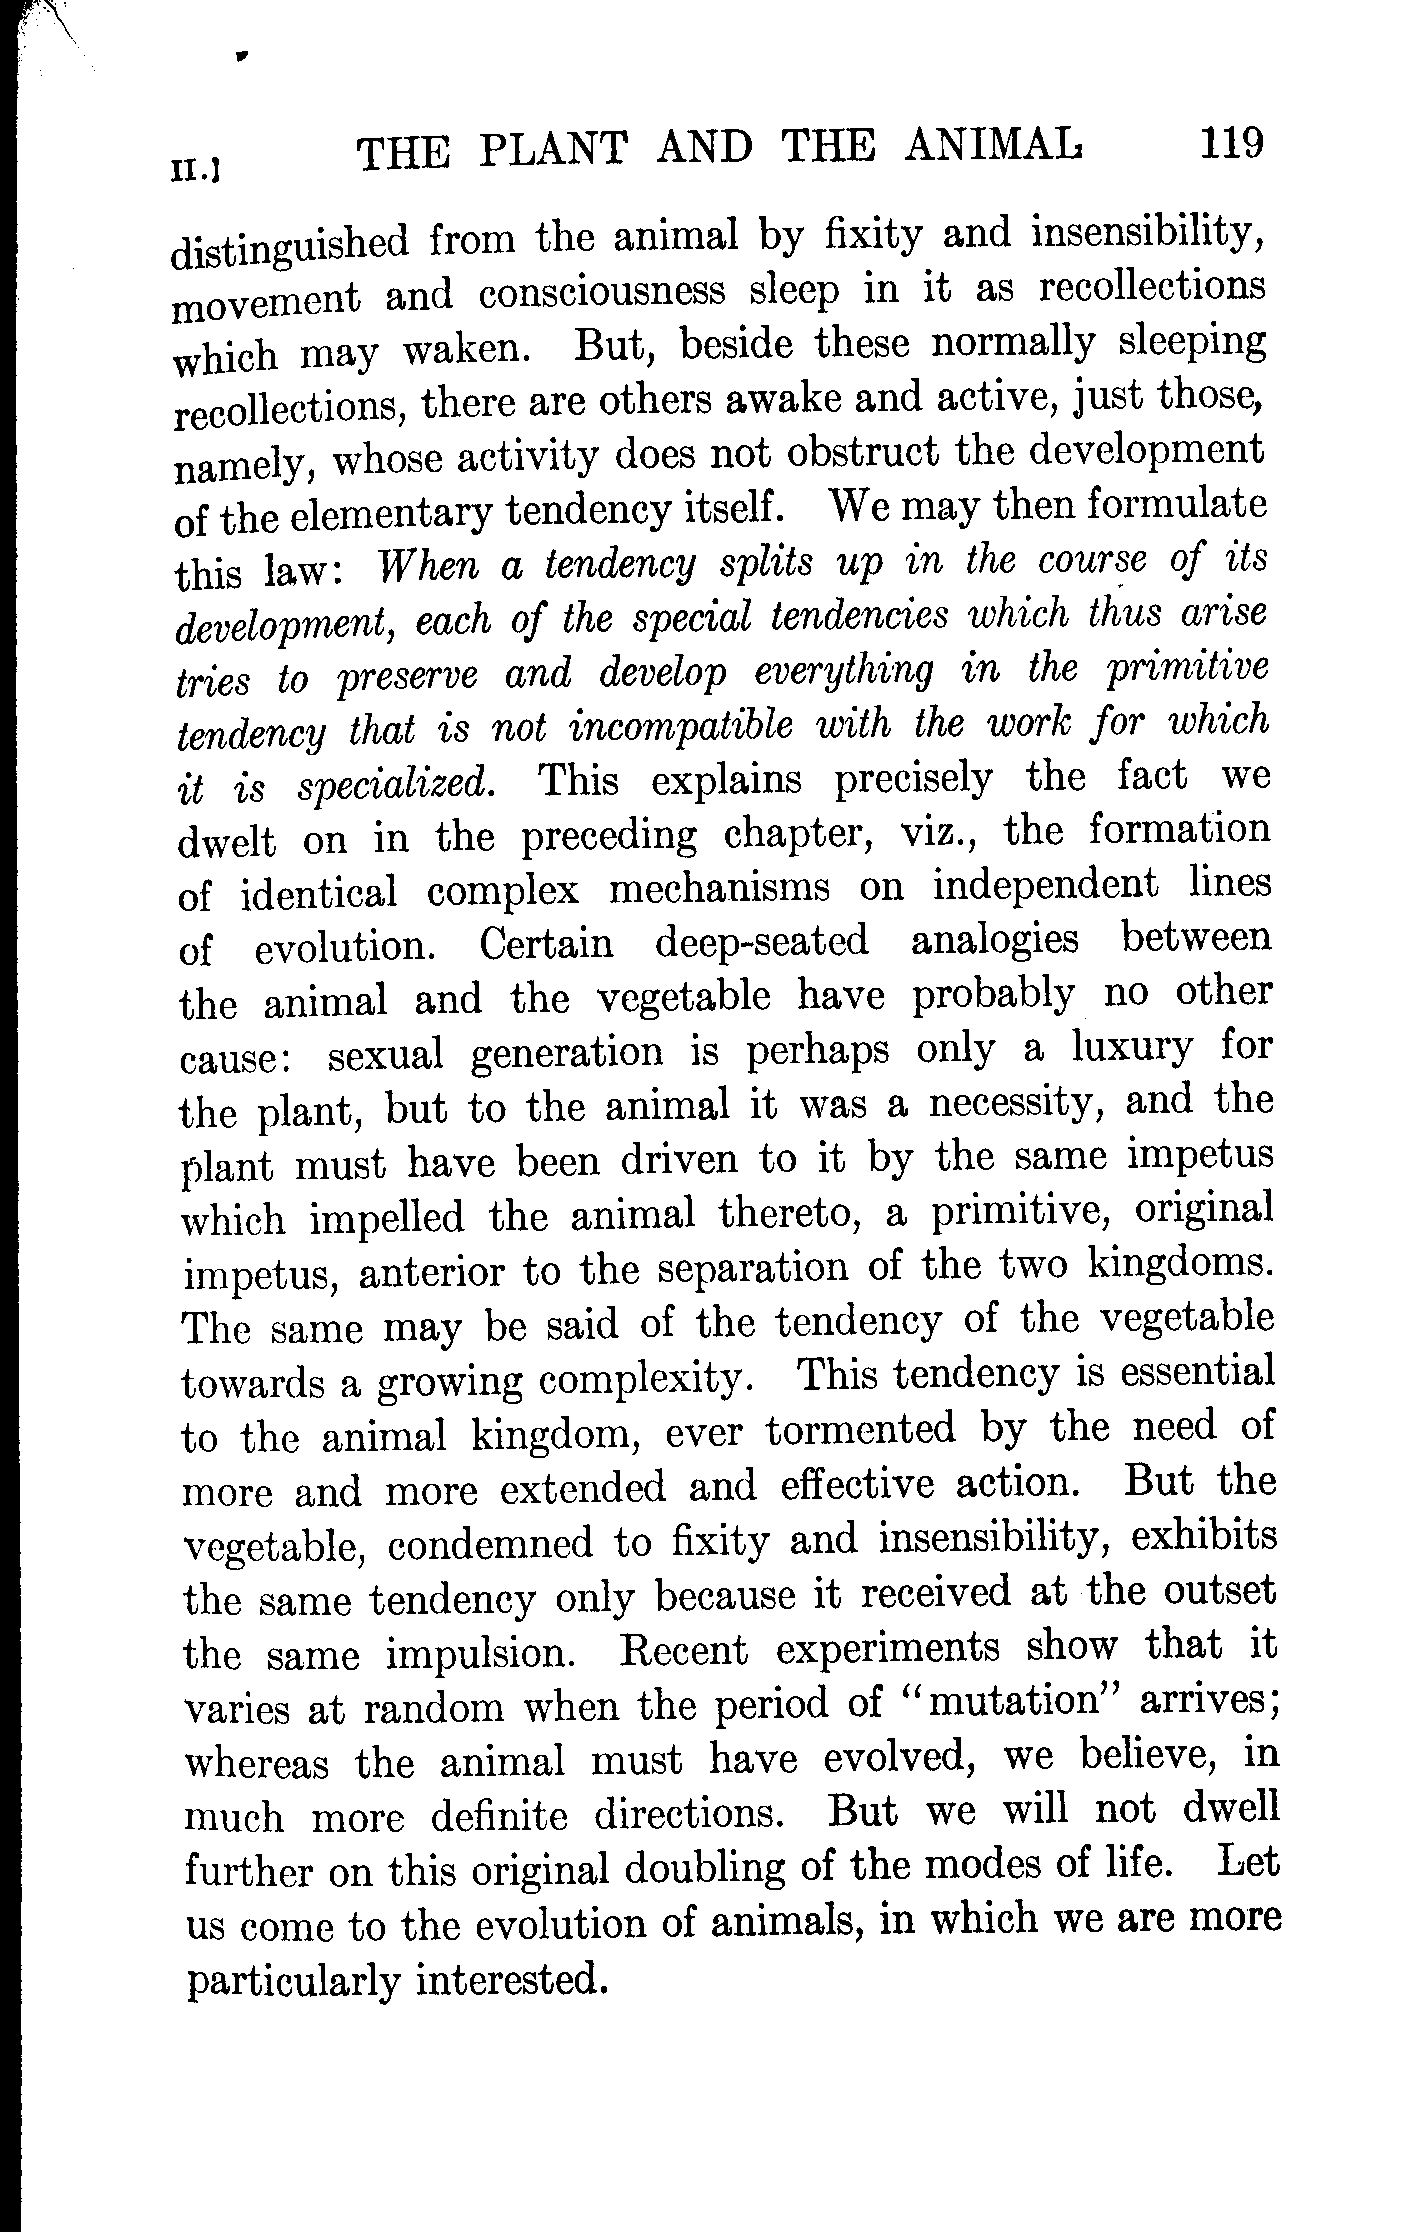 II.] THE PLANT AND THE ANIMAL 119
distinguished from the animal by fixity and insensibility,
movement and consciousness sleep in it as recollections
which may waken. But, beside these normally sleeping
recollections, there are others awake and active, just those,
namely, whose activity does not obstruct the development
of the elementary tendency itself. We may then formulate
this law: When a tendency splits up in the course of its
development, each of the special tendencies which thus arise
tries to preserve and develop everything in the primitive
tendency that is not incompatible with the work for which
it is specialized. This explains precisely the fact we
dwelt on in the preceding chapter, viz., the formation
of identical complex mechanisms on independent lines
of evolution. Certain deep-seated analogies between
the animal and the vegetable have probably no other
cause: sexual generation is perhaps only a luxury for
the plant, but to the animal it was a necessity, and the
plant must have been driven to it by the same impetus
which impelled the animal thereto, a primitive, original
impetus, anterior to the separation of the two kingdoms.
The same may be said of the tendency of the vegetable
towards a growing complexity. This tendency is essential
to the animal kingdom, ever tormented by the need of
more and more extended and effective action. But the
vegetable, condemned to fixity and insensibility, exhibits
the same tendency only because it received at the outset
the same impulsion. Recent experiments show that it
varies at random when the period of "mutation" arrives;
whereas the animal must have evolved, we believe, in
much more definite directions. But we will not dwell
further on this original doubling of the modes of life. Let
us come to the evolution of animals, in which we are more
particularly interested.